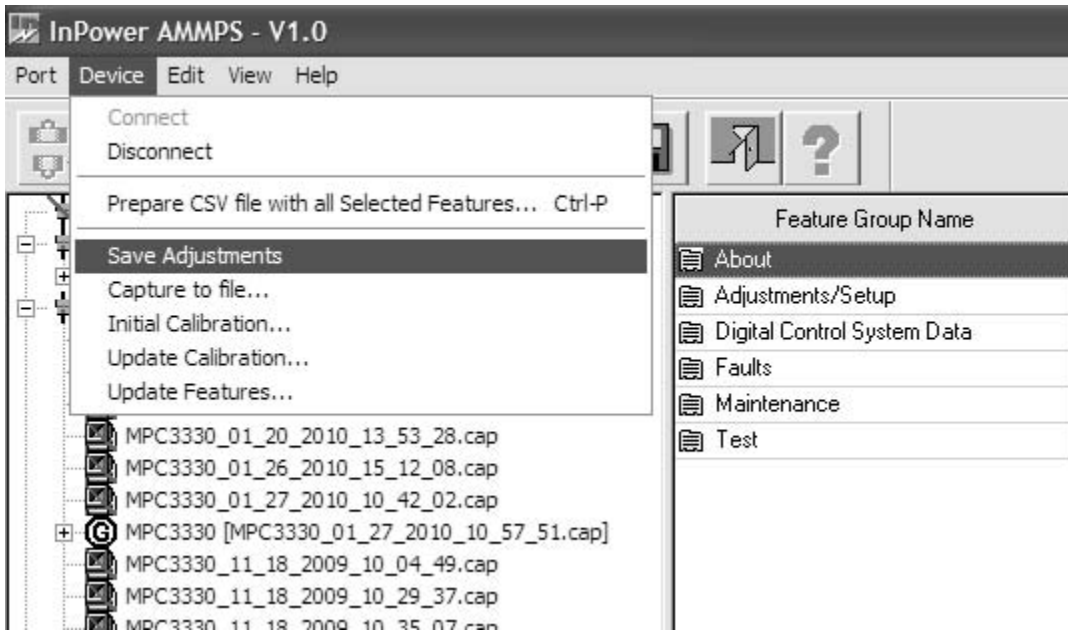 InPower AMMPS - V1.0
Port Device Edit View Help
Connect
Disconnect
Prepare CSV file with all Selected Features... Ctrl-P
Save Adjustments
Capture to file...
Initial Calibration...
Update Calibration...
Update Features...
MPC3330_01_20_2010_13_53_28.cap
MPC3330_01_26_2010_15_12_08.cap
MPC3330_01_27_2010_10_42_02.cap
G MPC3330 [MPC3330_01_27_2010_10_57_51.cap]
MPC3330_11_18_2009_10_04_49.cap
MPC3330_11_18_2009_10_29_37.cap
MPC3330_11_18_2009_10_35_07.cap
?
Feature Group Name
About
Adjustments/Setup
Digital Control System Data
Faults
Maintenance
Test